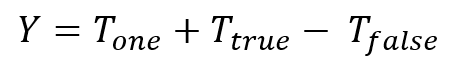 Y = T_one + T_true − T_false